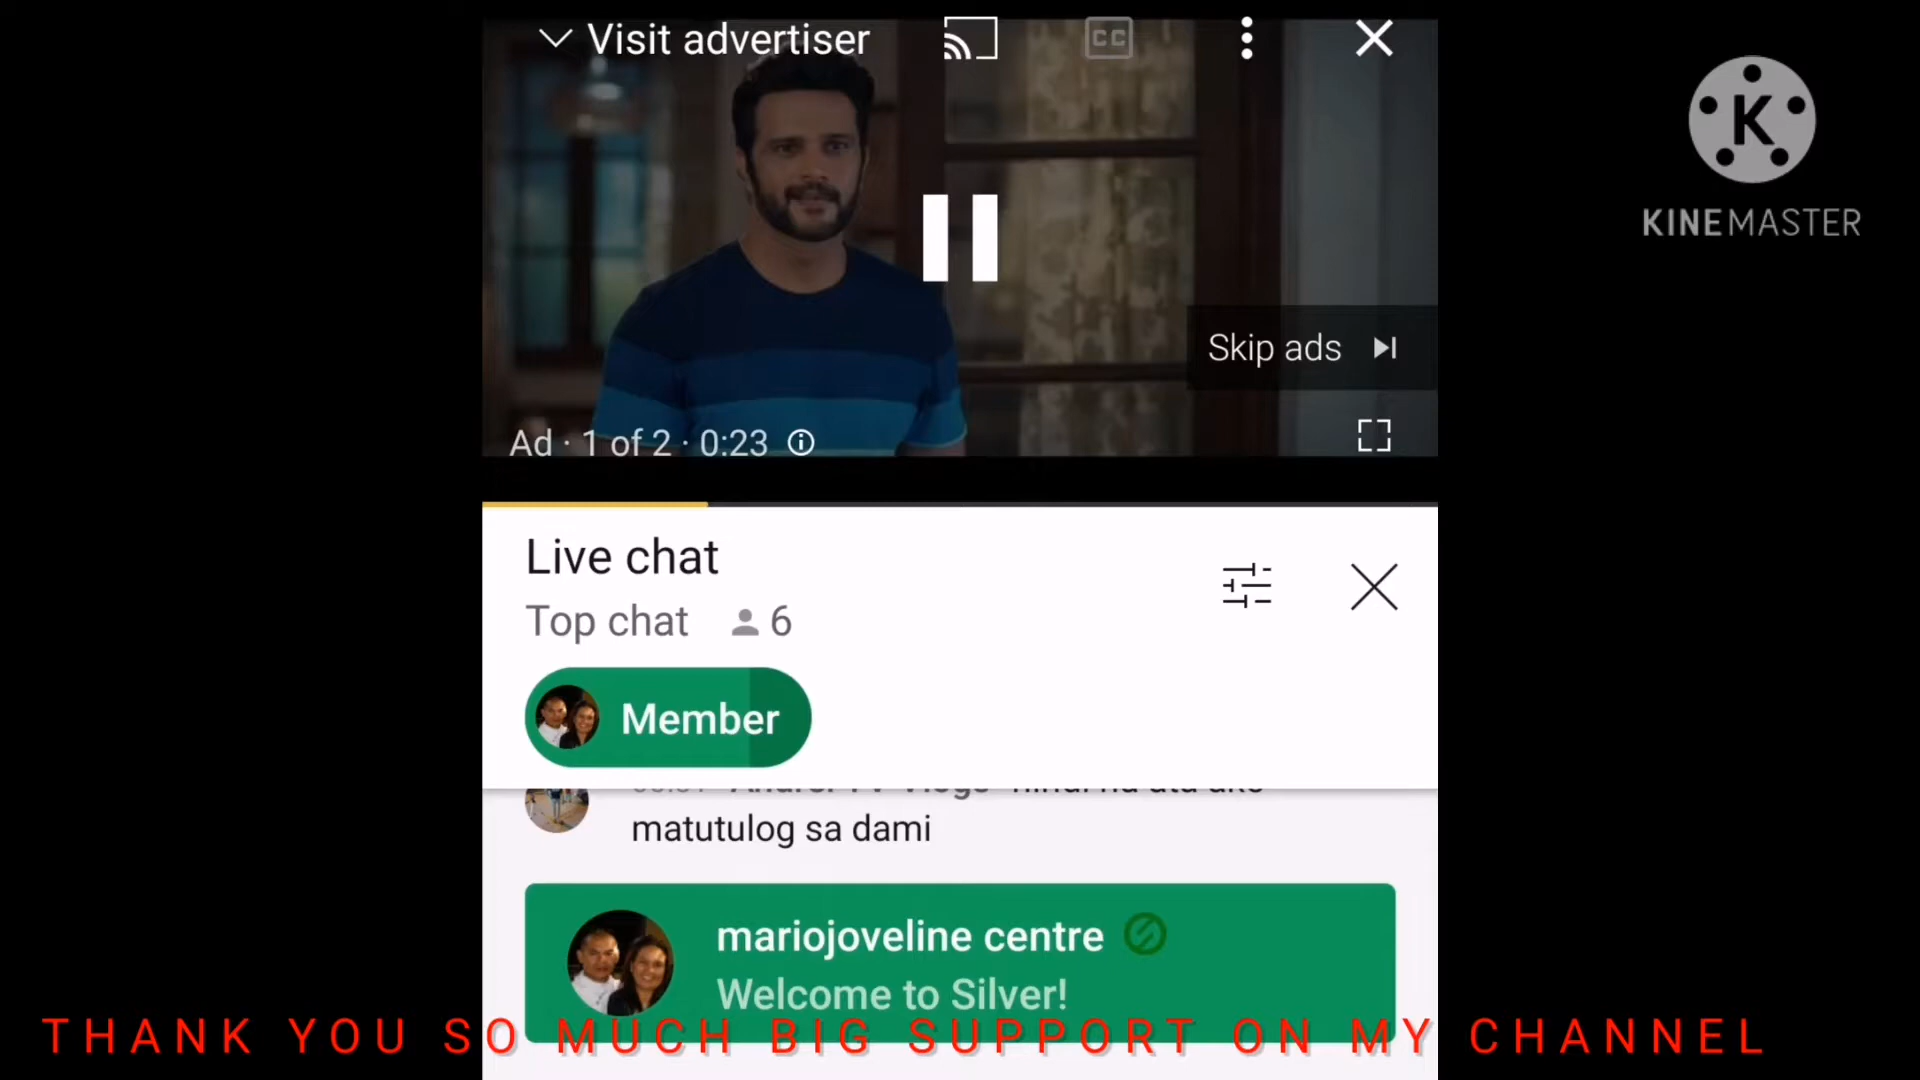 Visit advertiser
CC
K
KINEMASTER
Skip ads
Ad · 1 of 2 · 0:23
Live chat
Top chat 6
Member
matutulog sa dami
mariojoveline centre
Welcome to Silver!
THANK YOU SO MUCH BIG SUPPORT ON MY CHANNEL